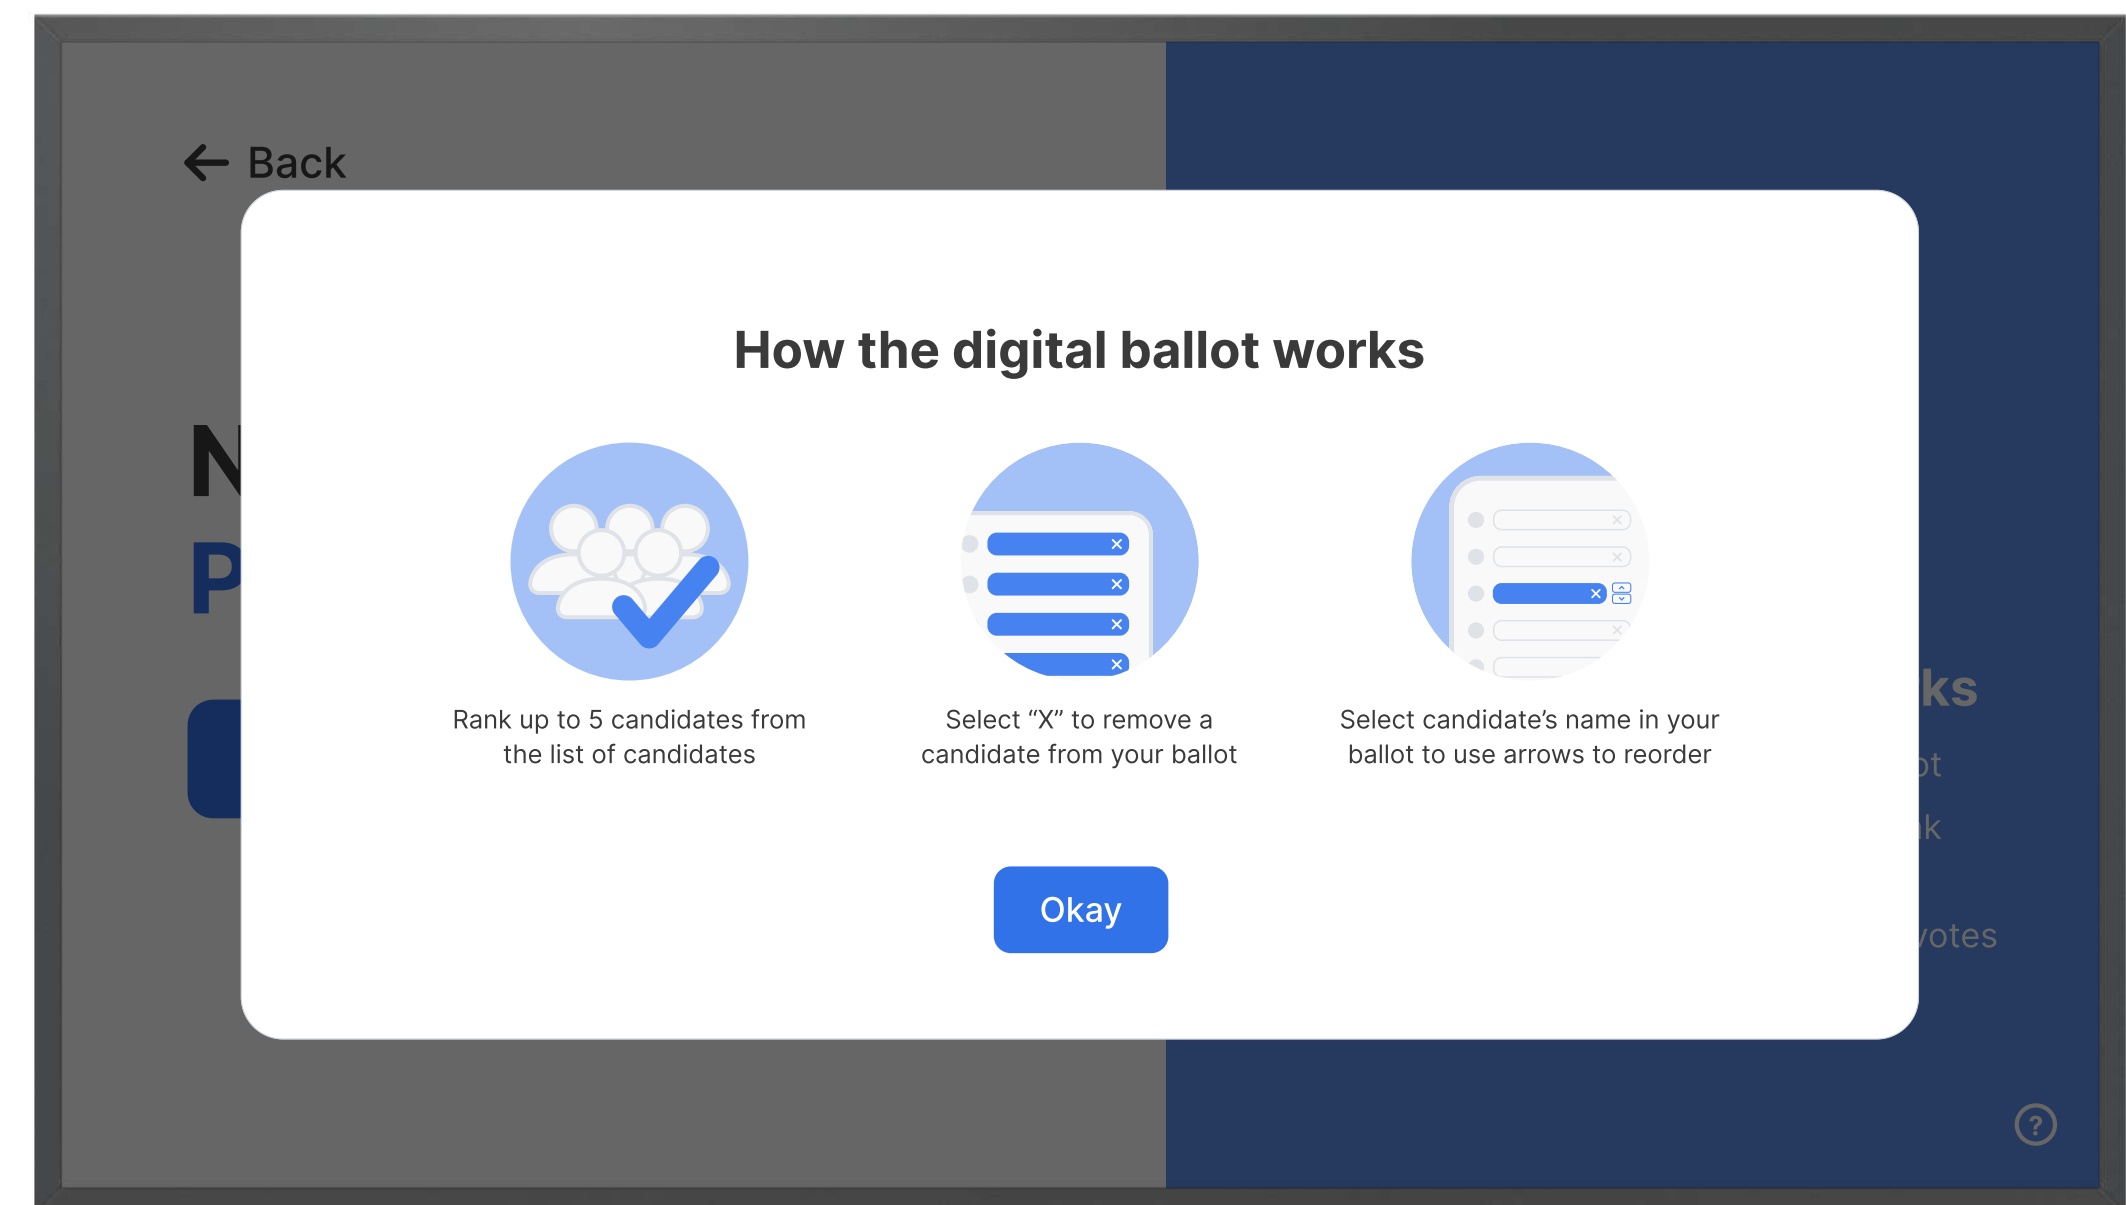 Back
How the digital ballot works
Rank up to 5 candidates from
the list of candidates
Select “X” to remove a
candidate from your ballot
Select candidate’s name in your
ballot to use arrows to reorder
Okay
votes
?